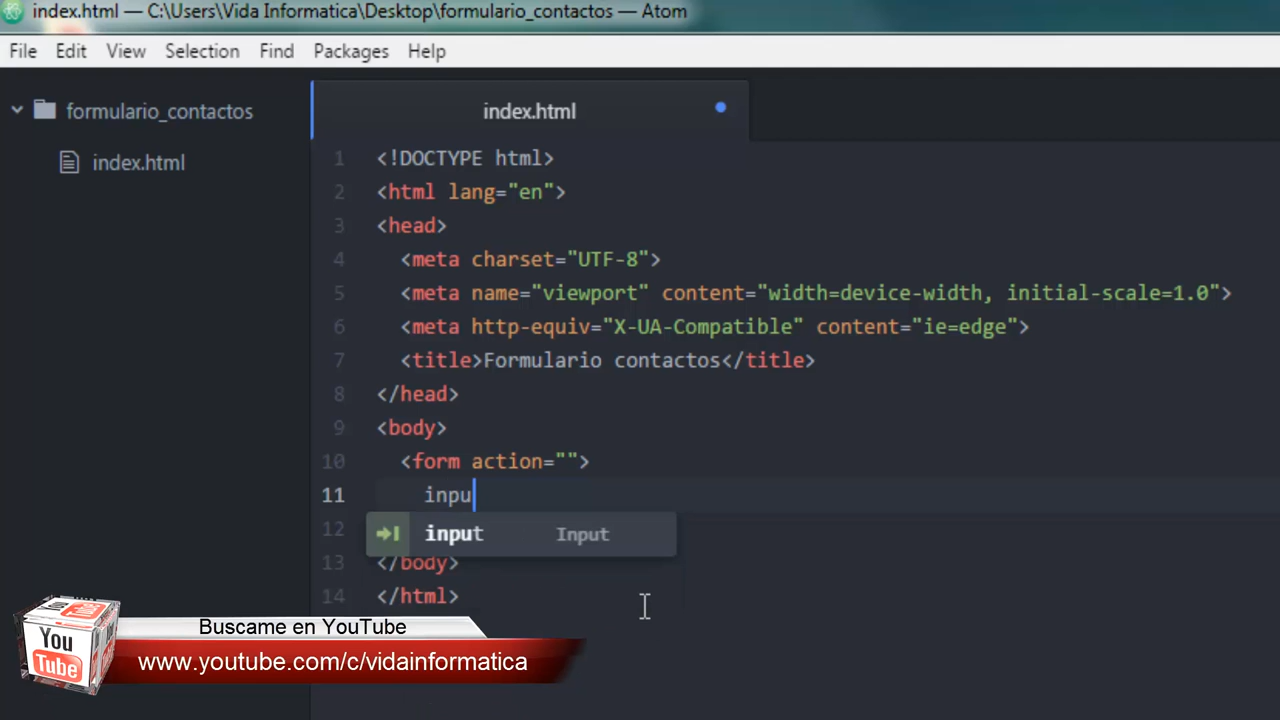 index.html — C:\Users\Vida Informatica\Desktop\formulario_contactos — Atom
File Edit View Selection Find Packages Help
formulario_contactos
index.html
index.html
1 <!DOCTYPE html>
2 <html lang="en">
3 <head>
4 <meta charset="UTF-8">
5 <meta name="viewport" content="width=device-width, initial-scale=1.0">
6 <meta http-equiv="X-UA-Compatible" content="ie=edge">
7 <title>Formulario contactos</title>
8 </head>
9 <body>
10 <form action="">
11 inpu
input Input
12
13 </body>
14 </html>
You Tube
Buscame en YouTube
www.youtube.com/c/vidainformatica